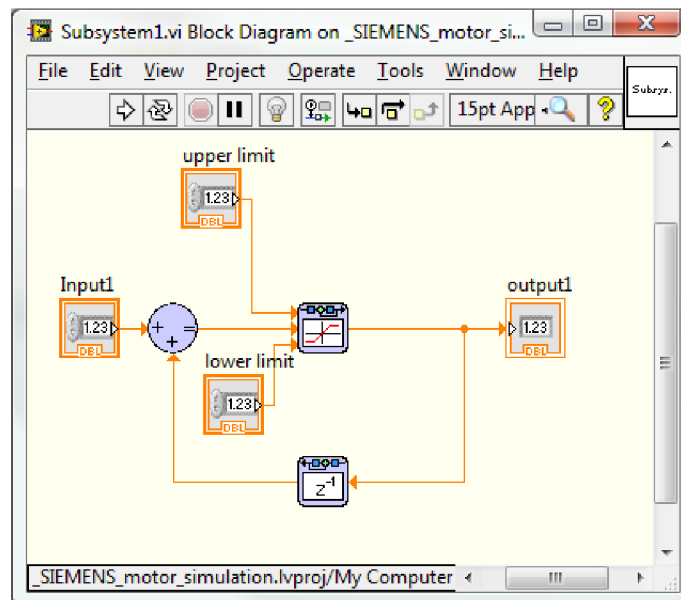 Subsystem1.vi Block Diagram on _SIEMENS_motor_si...
File Edit View Project Operate Tools Window Help
15pt App
?
Subsys.
upper limit
1.23
DBL
Input1
1.23
DBL
+ =
+
output1
1.23
DBL
lower limit
1.23
DBL
z-1
_SIEMENS_motor_simulation.lvproj/My Computer